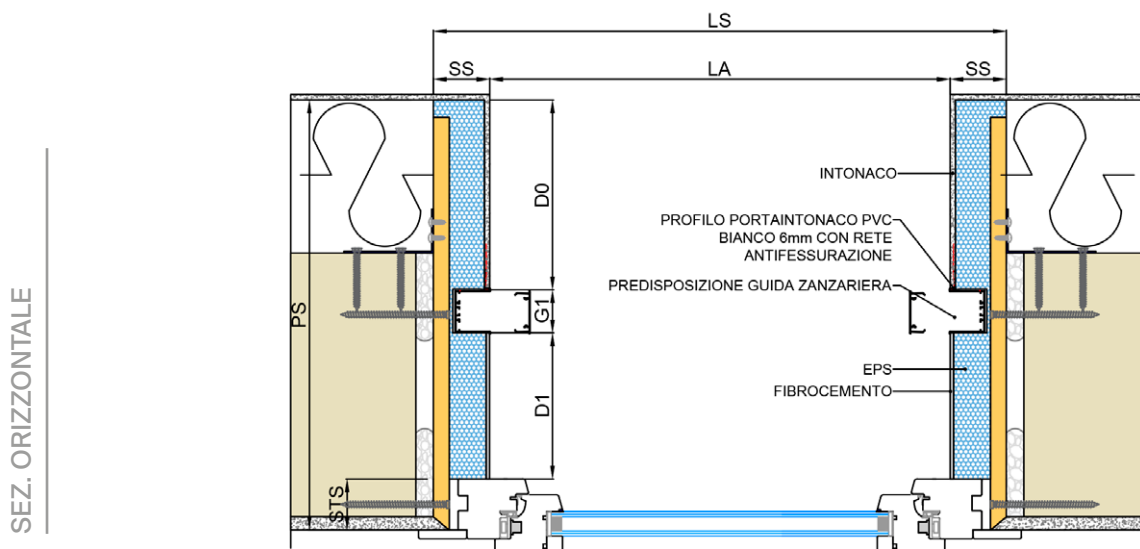 LS
SS
LA
SS
INTONACO
D0
PROFILO PORTAINTONACO PVC
BIANCO 6mm CON RETE
ANTIFESSURAZIONE
PREDISPOSIZIONE GUIDA ZANZARIERA
PS
G1
EPS
FIBROCEMENTO
D1
STS
SEZ. ORIZZONTALE